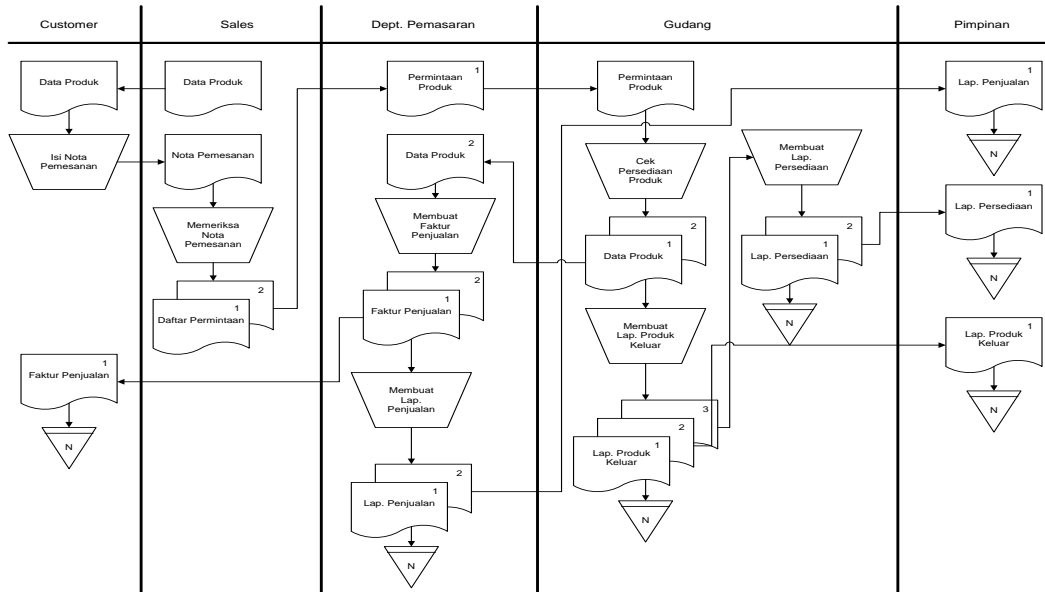 Customer
Sales
Dept. Pemasaran
Gudang
Pimpinan
Data Produk
Isi Nota
Pemesanan
1
Faktur Penjualan
N
Data Produk
Nota Pemesanan
Memeriksa
Nota
Pemesanan
2
1
Daftar Permintaan
1
Permintaan
Produk
2
Data Produk
Membuat
Faktur
Penjualan
2
1
Faktur Penjualan
Membuat
Lap.
Penjualan
2
1
Lap. Penjualan
N
Permintaan
Produk
Cek
Persediaan
Produk
2
1
Data Produk
Membuat
Lap. Produk
Keluar
3
2
1
Lap. Produk
Keluar
N
Membuat
Lap.
Persediaan
2
1
Lap. Persediaan
N
1
Lap. Penjualan
N
1
Lap. Persediaan
N
1
Lap. Produk
Keluar
N